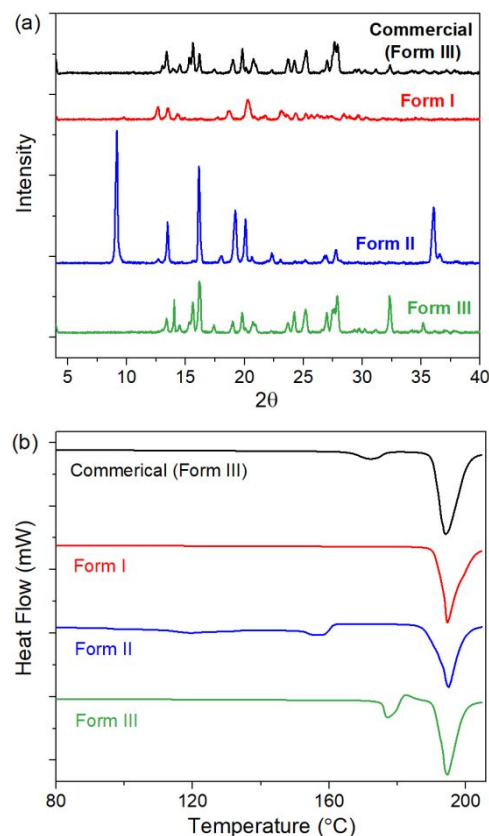 (a)
Commercial
(Form III)
Form I
Form II
Form III
Intensity
5 10 15 20 25 30 35 40
2θ
(b)
Commerical (Form III)
Form I
Form II
Form III
Heat Flow (mW)
80 120 160 200
Temperature (°C)